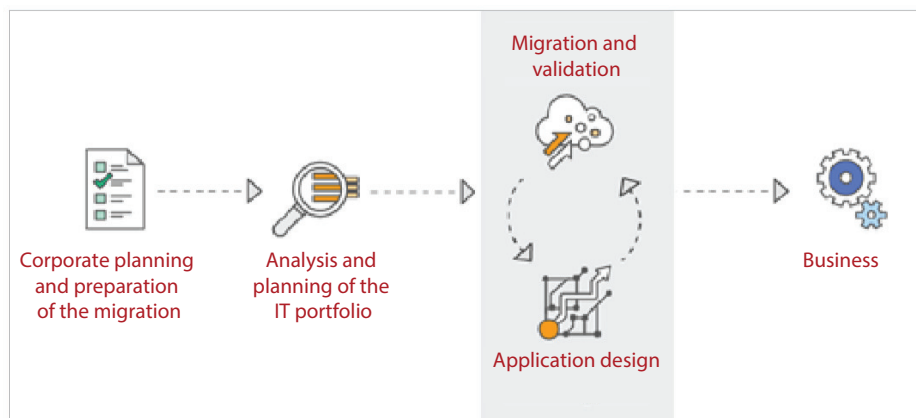 Migration and
validation
Corporate planning
and preparation
of the migration
Analysis and
planning of the
IT portfolio
Business
Application design